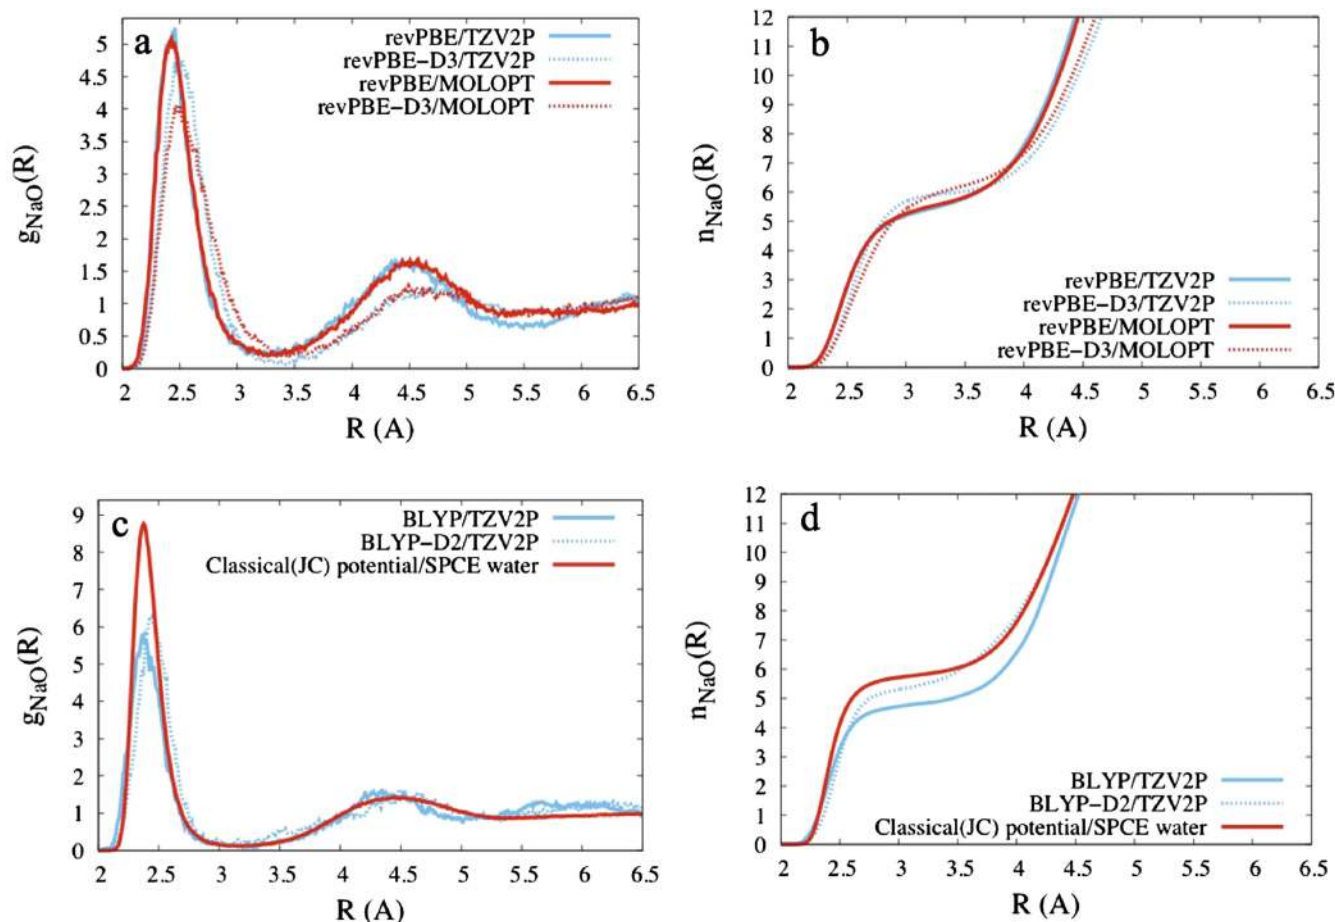 a
revPBE/TZV2P
revPBE-D3/TZV2P
revPBE/MOLOPT
revPBE-D3/MOLOPT
5
4.5
4
3.5
3
2.5
2
1.5
1
0.5
0
gNaO(R)
2 2.5 3 3.5 4 4.5 5 5.5 6 6.5
R (A)
b
12
11
10
9
8
7
6
5
4
3
2
1
0
nNaO(R)
revPBE/TZV2P
revPBE-D3/TZV2P
revPBE/MOLOPT
revPBE-D3/MOLOPT
2 2.5 3 3.5 4 4.5 5 5.5 6 6.5
R (A)
c
BLYP/TZV2P
BLYP-D2/TZV2P
Classical(JC) potential/SPCE water
9
8
7
6
5
4
3
2
1
0
gNaO(R)
2 2.5 3 3.5 4 4.5 5 5.5 6 6.5
R (A)
d
12
11
10
9
8
7
6
5
4
3
2
1
0
nNaO(R)
BLYP/TZV2P
BLYP-D2/TZV2P
Classical(JC) potential/SPCE water
2 2.5 3 3.5 4 4.5 5 5.5 6 6.5
R (A)